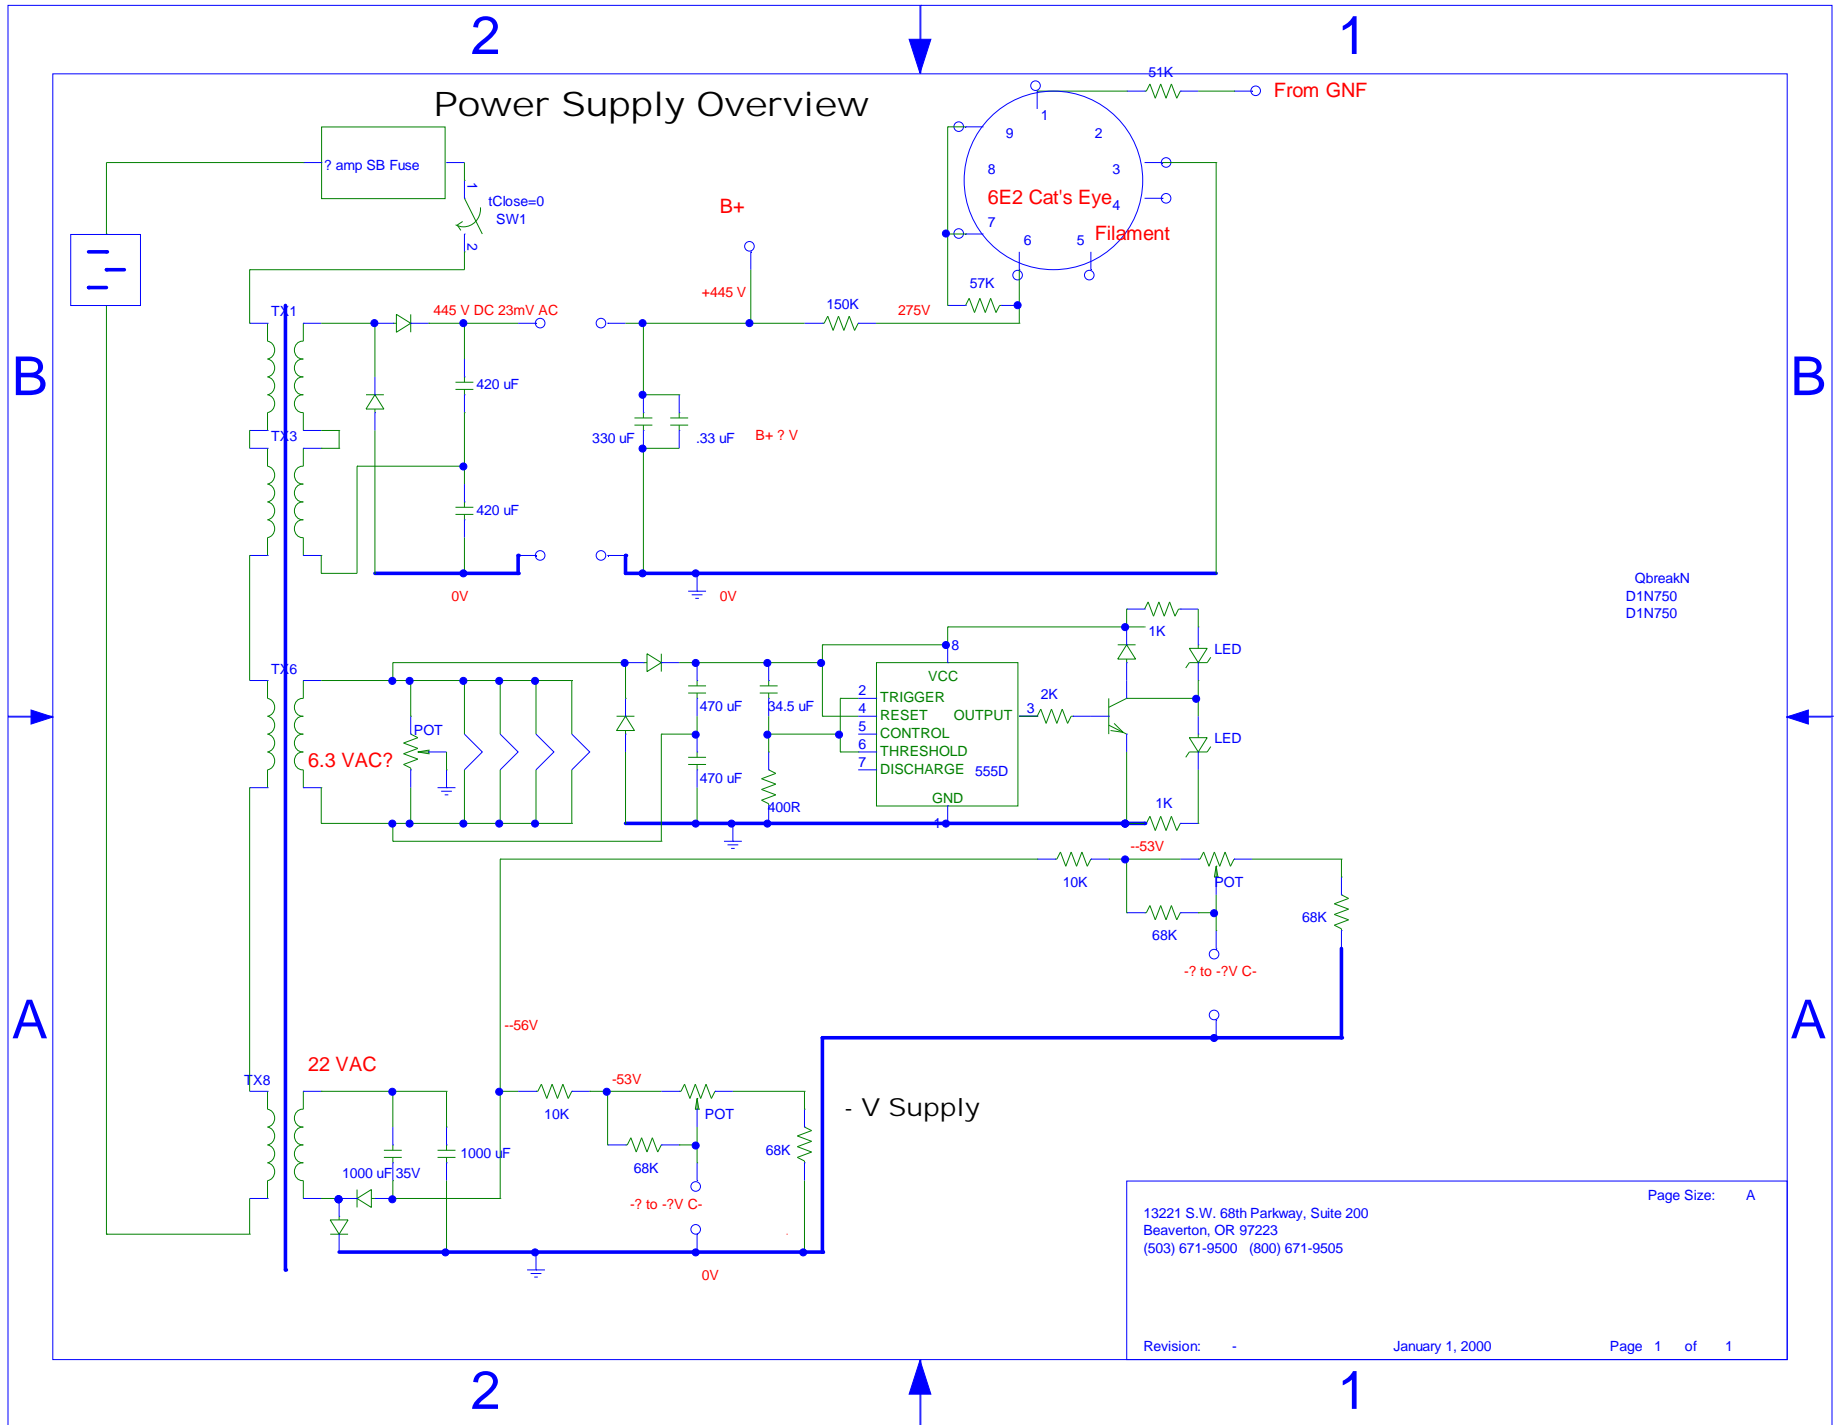 2
1
Power Supply Overview
51K
From GNF
1
9
2
8
3
6E2 Cat's Eye
4
7
Filament
6
5
? amp SB Fuse
1
tClose=0
SW1
2
B+
57K
+445 V
150K
275V
TX1
445 V DC 23mV AC
B
B
420 uF
TX3
330 uF
.33 uF
B+ ? V
420 uF
0V
0V
QbreakN
D1N750
D1N750
1K
LED
8
TX6
VCC
2
TRIGGER
470 uF
34.5 uF
4
RESET
OUTPUT
3
2K
5
CONTROL
POT
6
THRESHOLD
LED
6.3 VAC?
7
DISCHARGE
555D
470 uF
GND
400R
1K
1
--53V
10K
POT
68K
68K
-? to -?V C-
A
A
--56V
22 VAC
TX8
-53V
10K
POT
- V Supply
68K
68K
1000 uF
1000 uF 35V
-? to -?V C-
0V
Page Size: A
13221 S.W. 68th Parkway, Suite 200
Beaverton, OR 97223
(503) 671-9500 (800) 671-9505
Revision: - January 1, 2000 Page 1 of 1
2
1